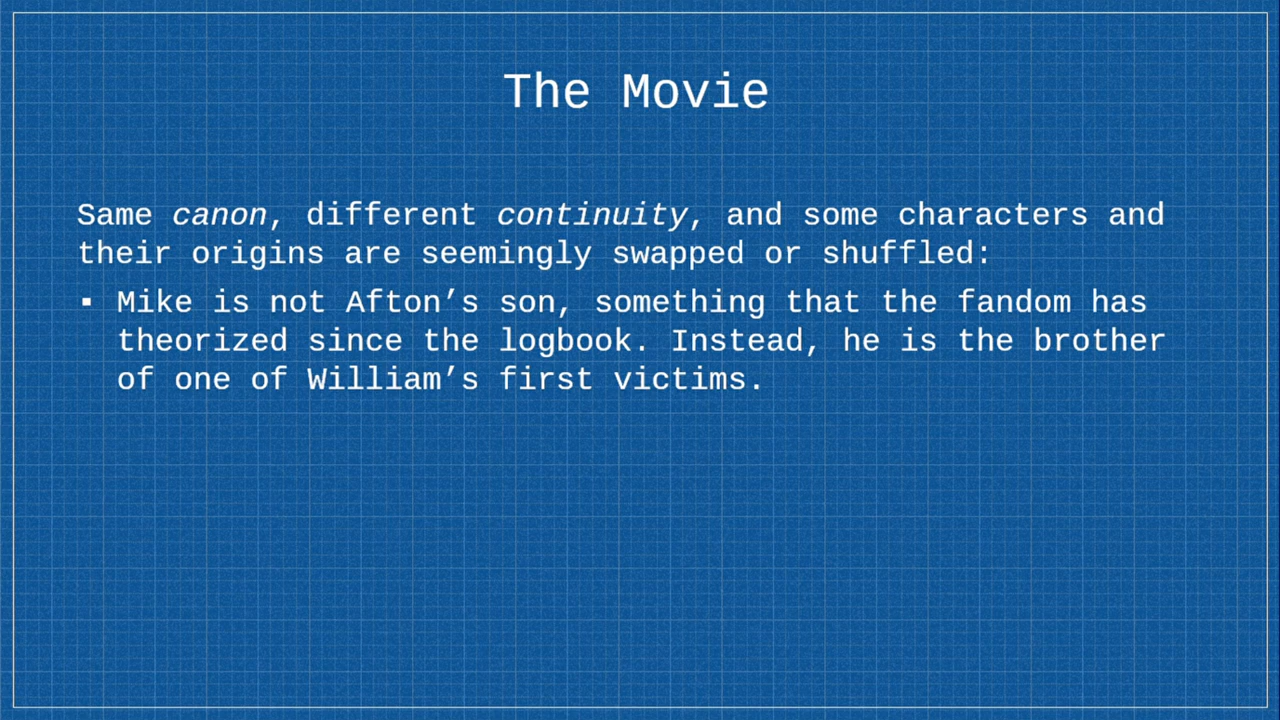 The Movie
Same canon, different continuity, and some characters and
their origins are seemingly swapped or shuffled:
▪ Mike is not Afton’s son, something that the fandom has
theorized since the logbook. Instead, he is the brother
of one of William’s first victims.